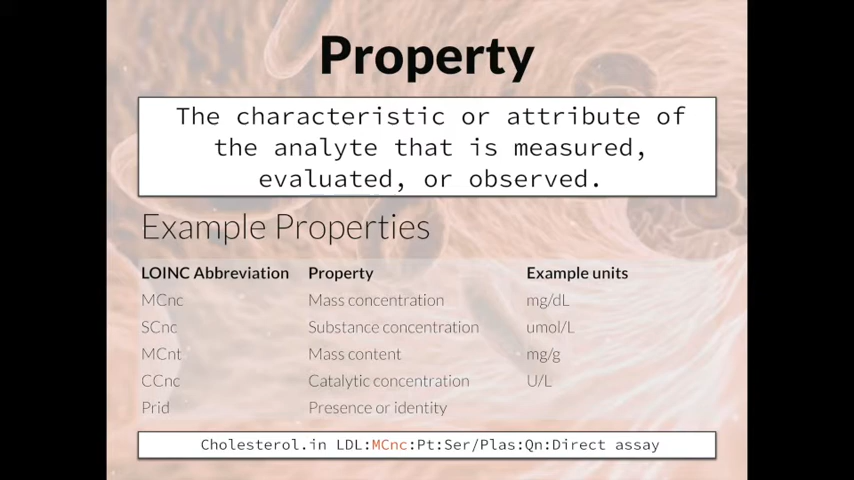 Property
The characteristic or attribute of
the analyte that is measured,
evaluated, or observed.
Example Properties
LOINC Abbreviation Property Example units
MCnc Mass concentration mg/dL
SCnc Substance concentration umol/L
MCnt Mass content mg/g
CCnc Catalytic concentration U/L
Prid Presence or identity
Cholesterol.in LDL:MCnc:Pt:Ser/Plas:Qn:Direct assay